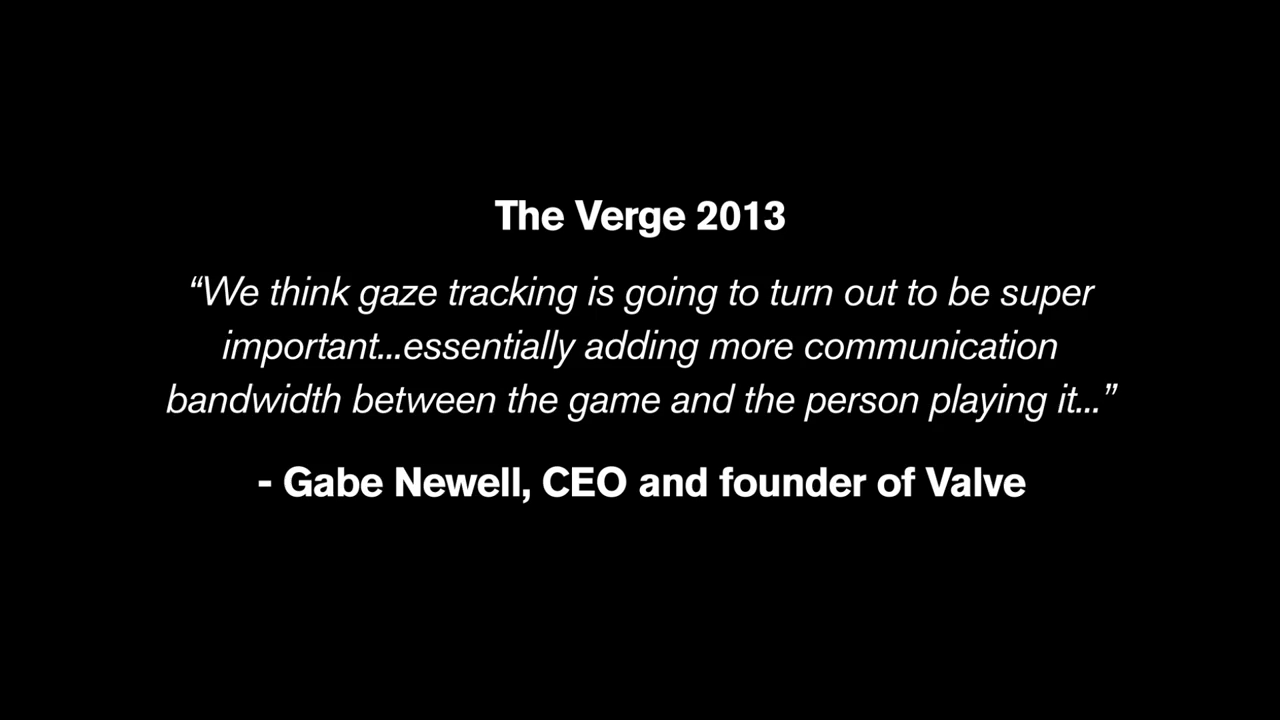 The Verge 2013
“We think gaze tracking is going to turn out to be super
important...essentially adding more communication
bandwidth between the game and the person playing it...”
- Gabe Newell, CEO and founder of Valve